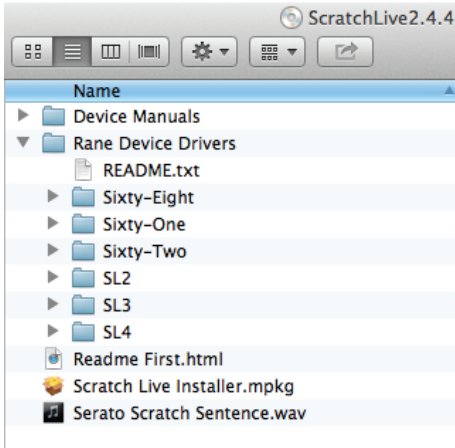 ScratchLive2.4.4
Name
Device Manuals
Rane Device Drivers
README.txt
Sixty-Eight
Sixty-One
Sixty-Two
SL2
SL3
SL4
Readme First.html
Scratch Live Installer.mpkg
Serato Scratch Sentence.wav